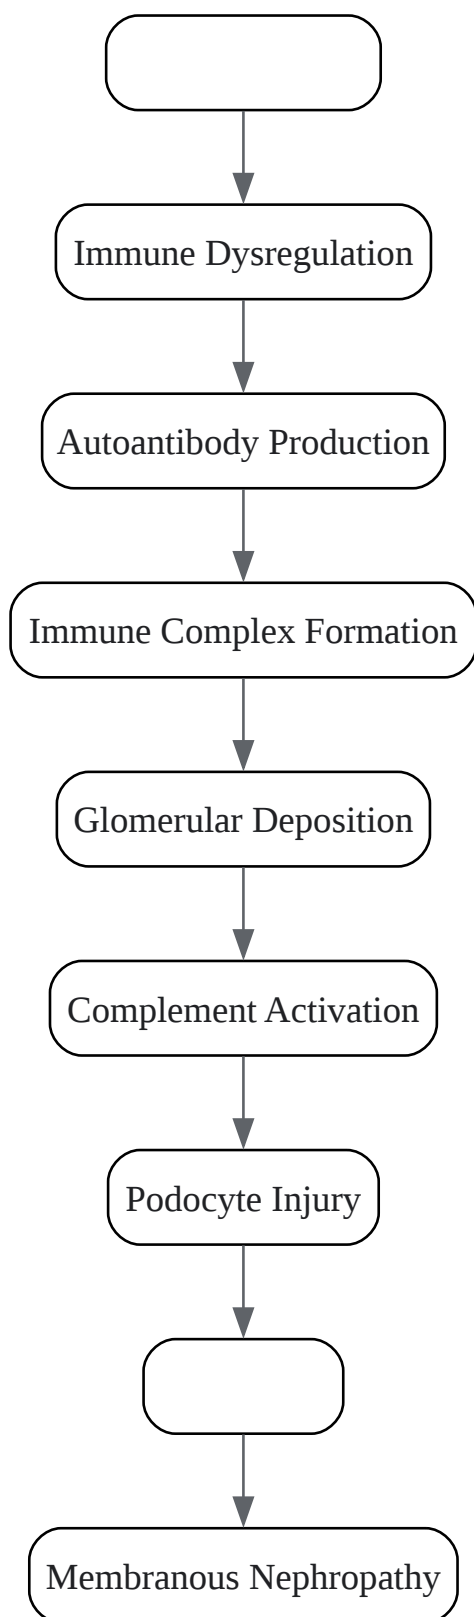 Immune Dysregulation
Autoantibody Production
Immune Complex Formation
Glomerular Deposition
Complement Activation
Podocyte Injury
Membranous Nephropathy